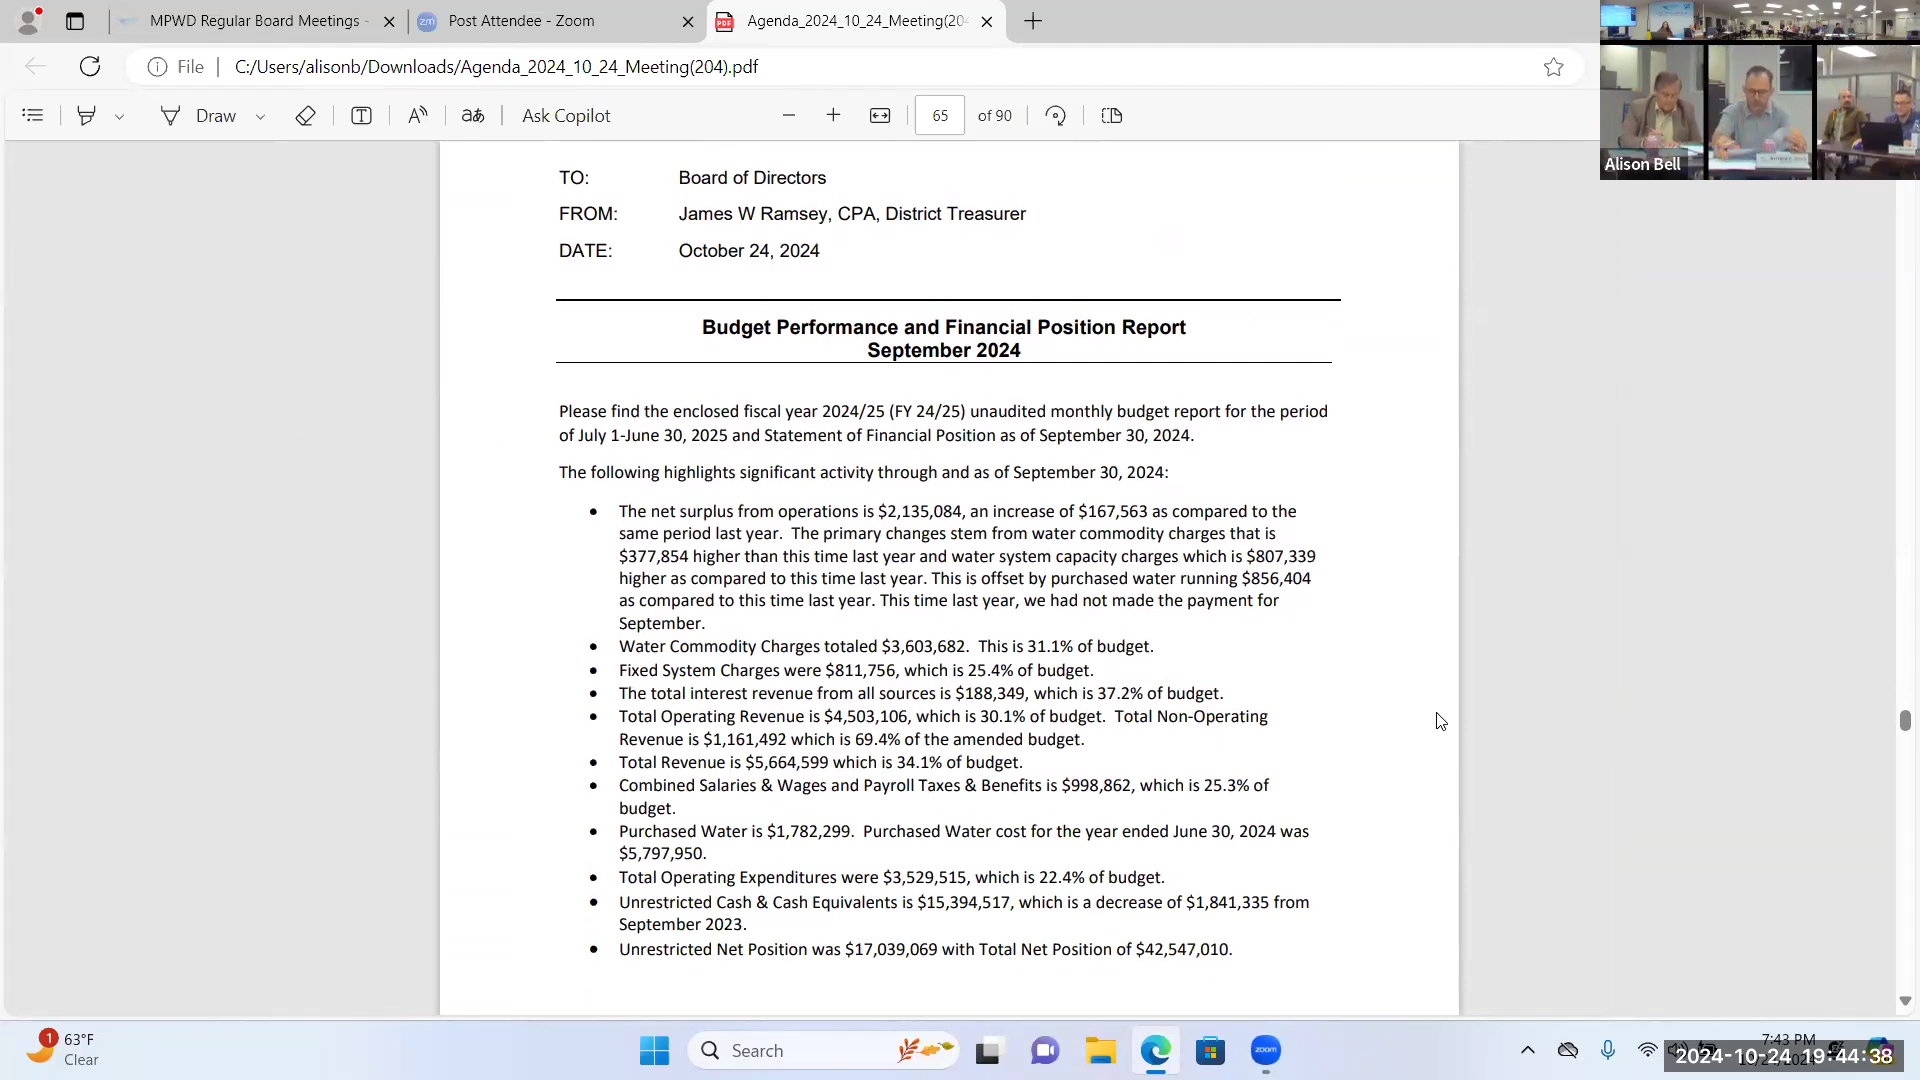 MPWD Regular Board Meetings -
Post Attendee - Zoom
Agenda_2024_10_24_Meeting(204
File
C:/Users/alisonb/Downloads/Agenda_2024_10_24_Meeting(204).pdf
Draw
Ask Copilot
65 of 90
Alison Bell
TO: Board of Directors
FROM: James W Ramsey, CPA, District Treasurer
DATE: October 24, 2024
Budget Performance and Financial Position Report
September 2024
Please find the enclosed fiscal year 2024/25 (FY 24/25) unaudited monthly budget report for the period
of July 1-June 30, 2025 and Statement of Financial Position as of September 30, 2024.
The following highlights significant activity through and as of September 30, 2024:
• The net surplus from operations is $2,135,084, an increase of $167,563 as compared to the
same period last year. The primary changes stem from water commodity charges that is
$377,854 higher than this time last year and water system capacity charges which is $807,339
higher as compared to this time last year. This is offset by purchased water running $856,404
as compared to this time last year. This time last year, we had not made the payment for
September.
• Water Commodity Charges totaled $3,603,682. This is 31.1% of budget.
• Fixed System Charges were $811,756, which is 25.4% of budget.
• The total interest revenue from all sources is $188,349, which is 37.2% of budget.
• Total Operating Revenue is $4,503,106, which is 30.1% of budget. Total Non-Operating
Revenue is $1,161,492 which is 69.4% of the amended budget.
• Total Revenue is $5,664,599 which is 34.1% of budget.
• Combined Salaries & Wages and Payroll Taxes & Benefits is $998,862, which is 25.3% of
budget.
• Purchased Water is $1,782,299. Purchased Water cost for the year ended June 30, 2024 was
$5,797,950.
• Total Operating Expenditures were $3,529,515, which is 22.4% of budget.
• Unrestricted Cash & Cash Equivalents is $15,394,517, which is a decrease of $1,841,335 from
September 2023.
• Unrestricted Net Position was $17,039,069 with Total Net Position of $42,547,010.
1
63°F
Clear
Search
zoom
7:43 PM
2024-10-24 19:44:38